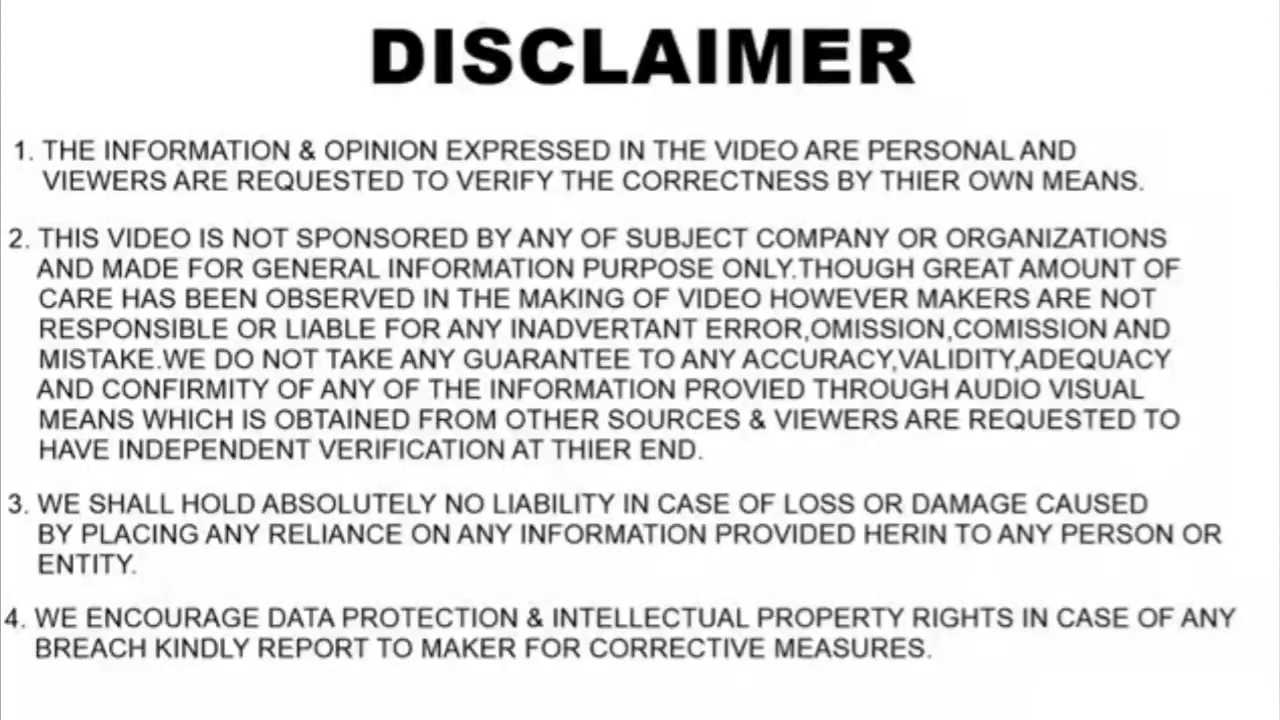 DISCLAIMER
1. THE INFORMATION & OPINION EXPRESSED IN THE VIDEO ARE PERSONAL AND
VIEWERS ARE REQUESTED TO VERIFY THE CORRECTNESS BY THIER OWN MEANS.
2. THIS VIDEO IS NOT SPONSORED BY ANY OF SUBJECT COMPANY OR ORGANIZATIONS
AND MADE FOR GENERAL INFORMATION PURPOSE ONLY.THOUGH GREAT AMOUNT OF
CARE HAS BEEN OBSERVED IN THE MAKING OF VIDEO HOWEVER MAKERS ARE NOT
RESPONSIBLE OR LIABLE FOR ANY INADVERTANT ERROR,OMISSION,COMISSION AND
MISTAKE.WE DO NOT TAKE ANY GUARANTEE TO ANY ACCURACY,VALIDITY,ADEQUACY
AND CONFIRMITY OF ANY OF THE INFORMATION PROVIED THROUGH AUDIO VISUAL
MEANS WHICH IS OBTAINED FROM OTHER SOURCES & VIEWERS ARE REQUESTED TO
HAVE INDEPENDENT VERIFICATION AT THIER END.
3. WE SHALL HOLD ABSOLUTELY NO LIABILITY IN CASE OF LOSS OR DAMAGE CAUSED
BY PLACING ANY RELIANCE ON ANY INFORMATION PROVIDED HERIN TO ANY PERSON OR
ENTITY.
4. WE ENCOURAGE DATA PROTECTION & INTELLECTUAL PROPERTY RIGHTS IN CASE OF ANY
BREACH KINDLY REPORT TO MAKER FOR CORRECTIVE MEASURES.